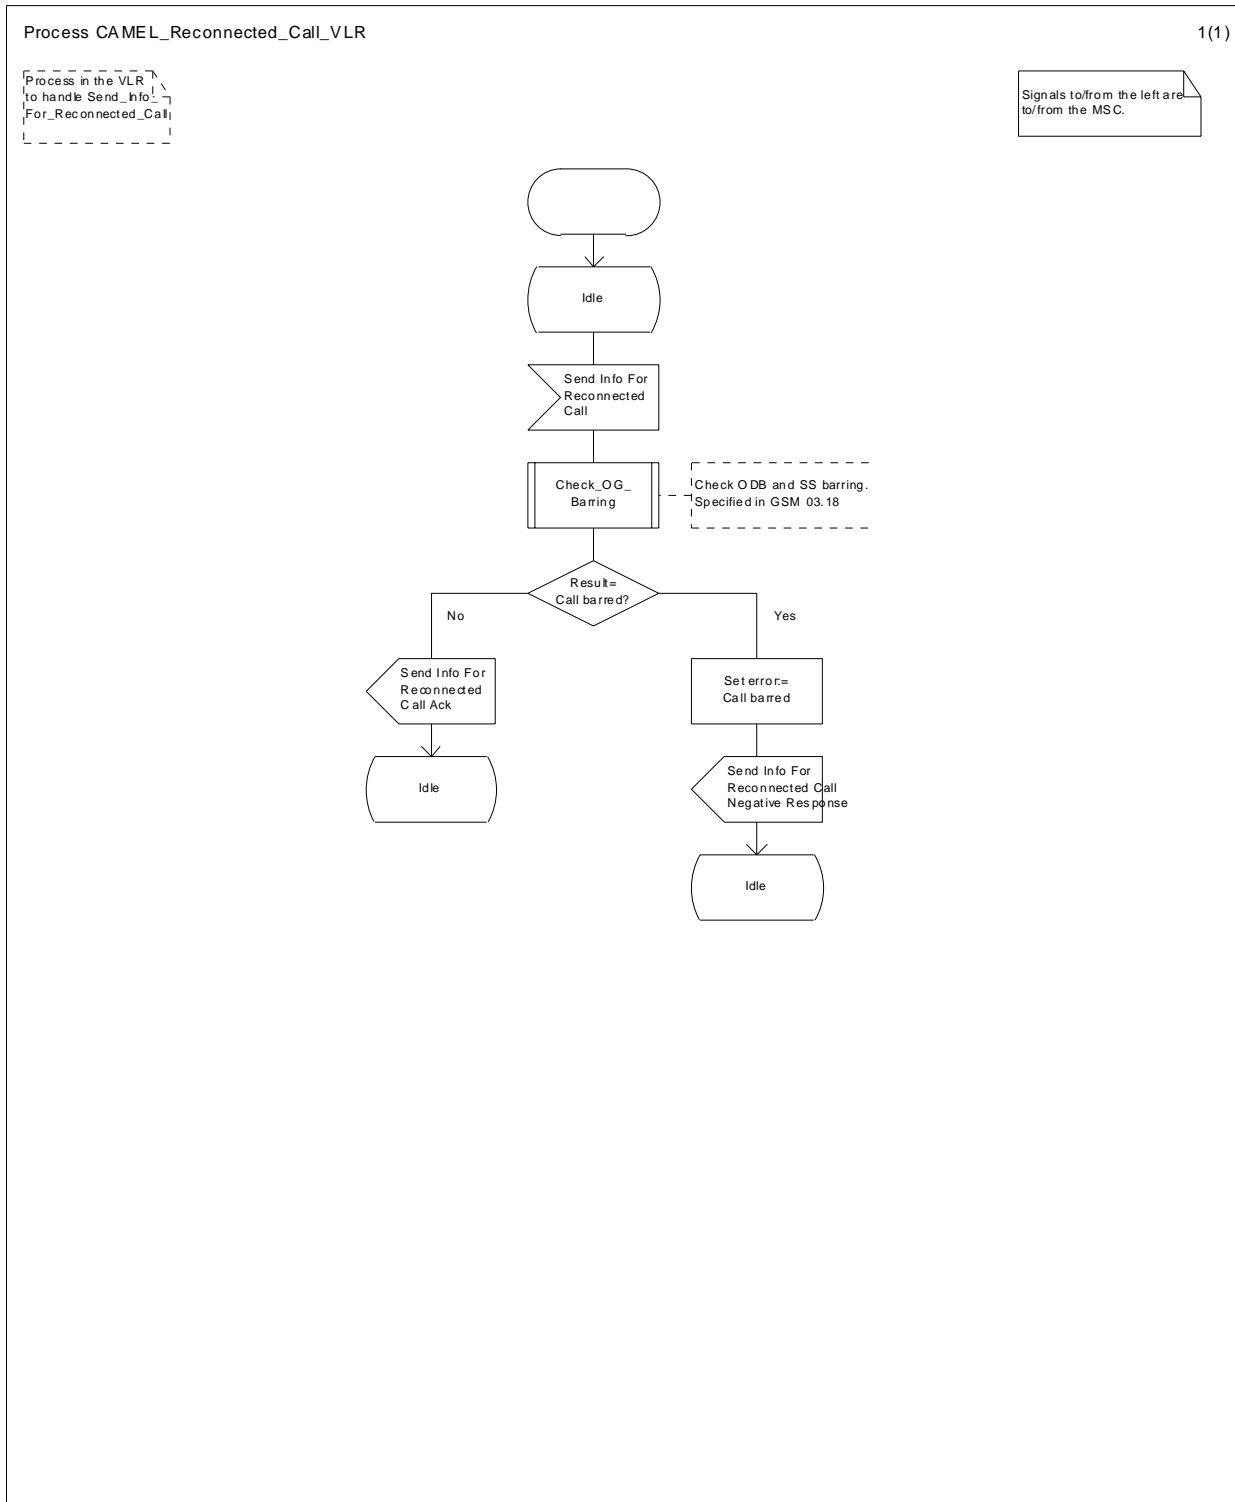 Process CAMEL_Reconnected_Call_VLR
1(1)
Process in the VLR
to handle Send_Info_
For_Reconnected_Call
Signals to/from the left are
to/from the MSC.
Idle
Send Info For
Reconnected
Call
Check_OG_
Barring
Check ODB and SS barring.
Specified in GSM 03.18
Result=
Call barred?
No
Yes
Send Info For
Reconnected
Call Ack
Set error:=
Call barred
Idle
Send Info For
Reconnected Call
Negative Response
Idle